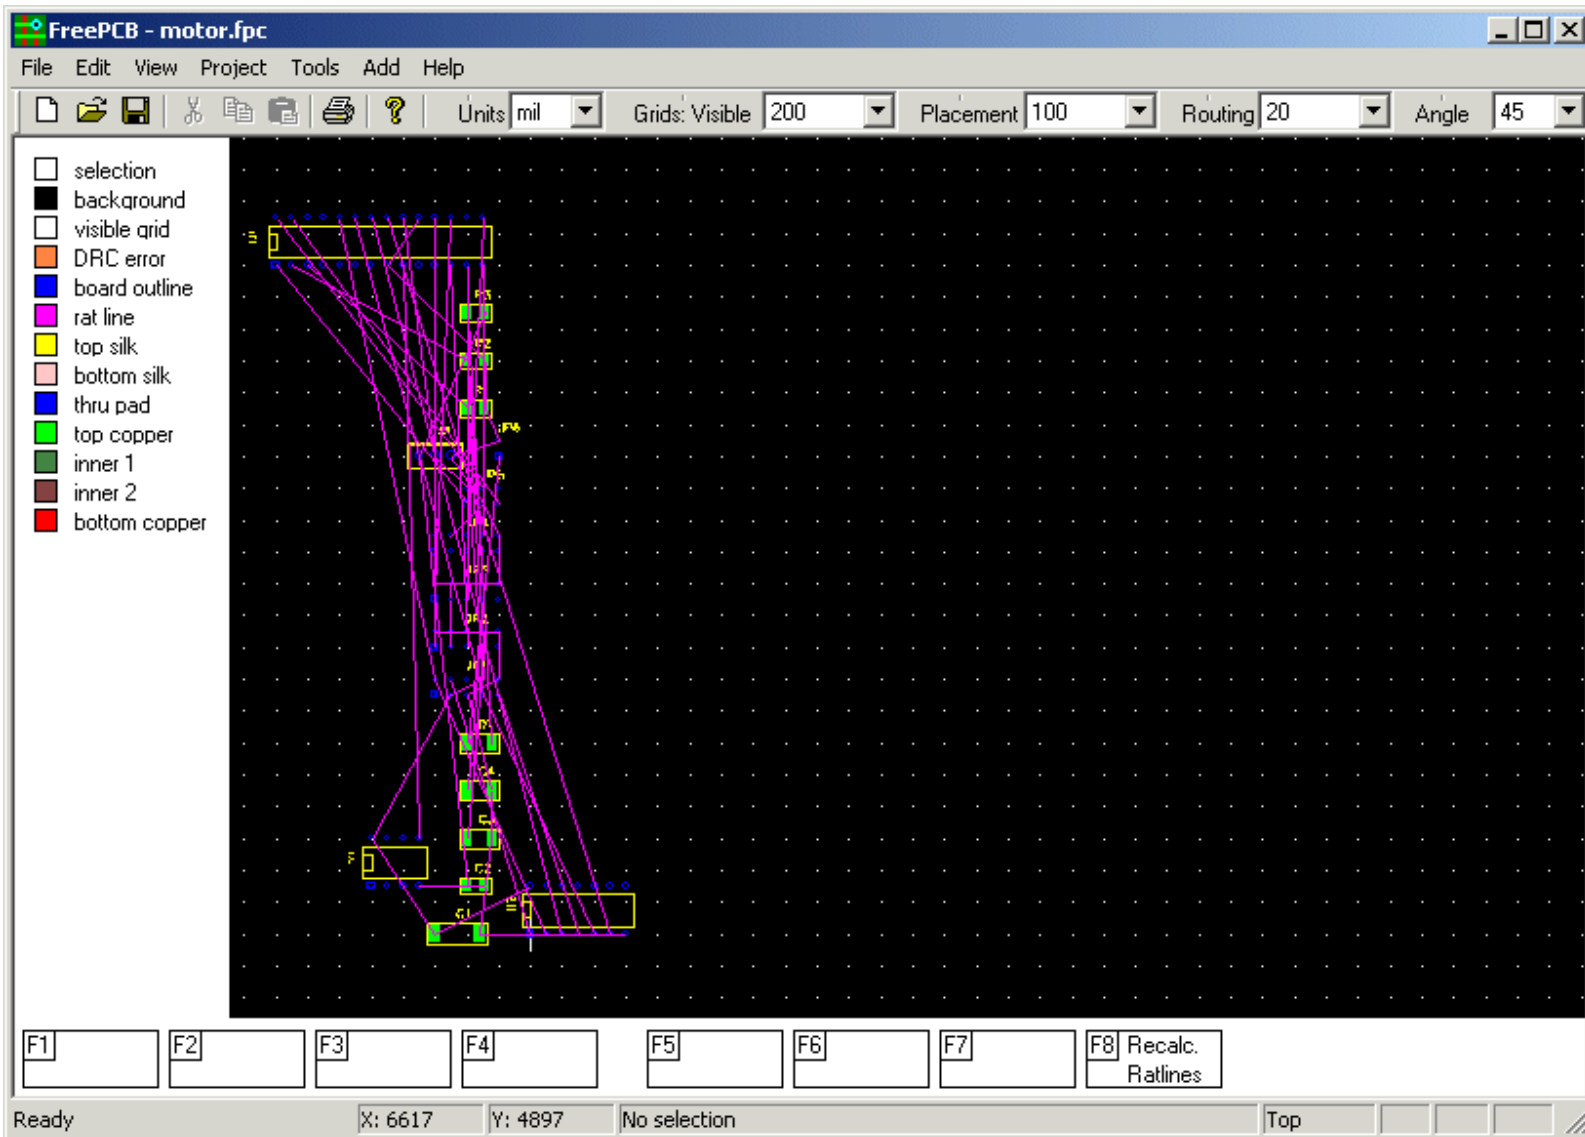 FreePCB - motor.fpc
File Edit View Project Tools Add Help
Units mil Grids: Visible 200 Placement 100 Routing 20 Angle 45
selection
background
visible grid
DRC error
board outline
rat line
top silk
bottom silk
thru pad
top copper
inner 1
inner 2
bottom copper
F1 F2 F3 F4 F5 F6 F7 F8 Recalc.
Ratlines
Ready X: 6617 Y: 4897 No selection Top